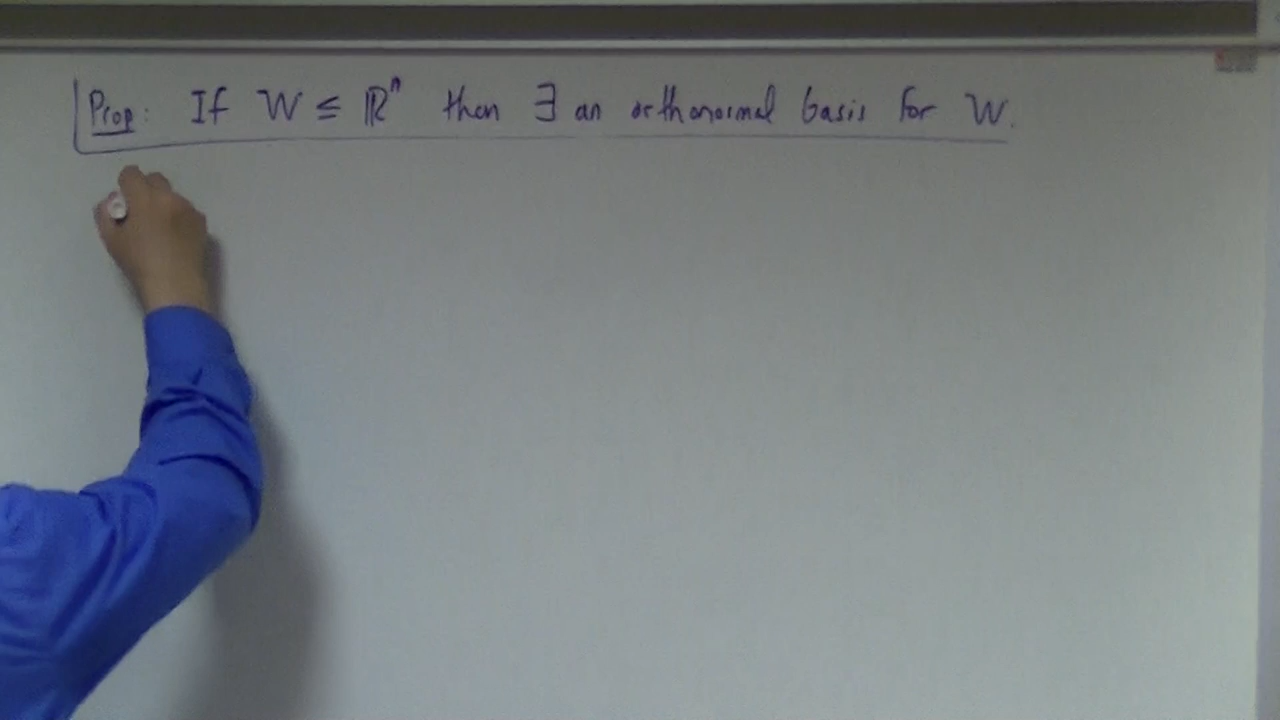 Prop: If W ≤ ℝⁿ then ∃ an orthonormal basis for W.